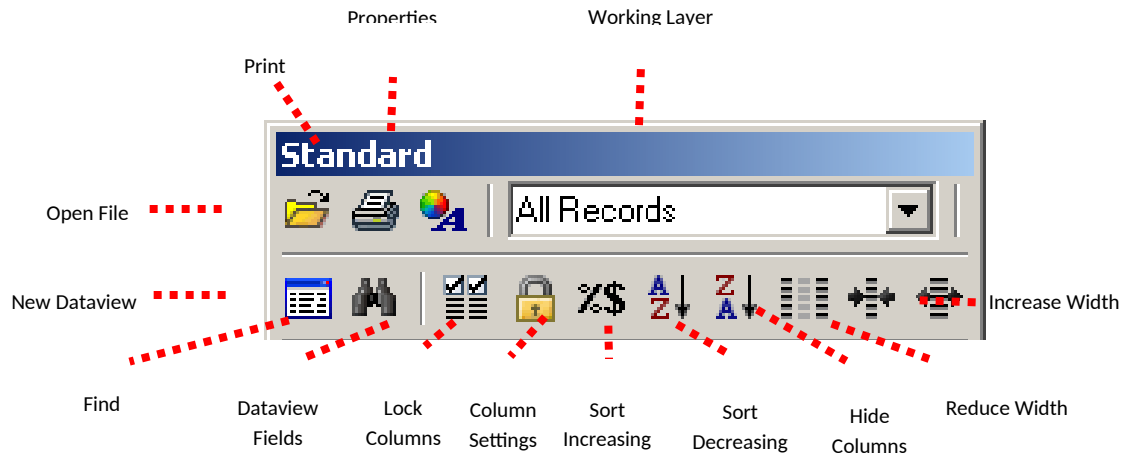 Properties
Working Layer
Print
Standard
Open File
All Records
New Dataview
A
Z
%$
Z
A
Increase Width
Find
Dataview
Fields
Lock
Columns
Column
Settings
Sort
Increasing
Sort
Decreasing
Hide
Columns
Reduce Width